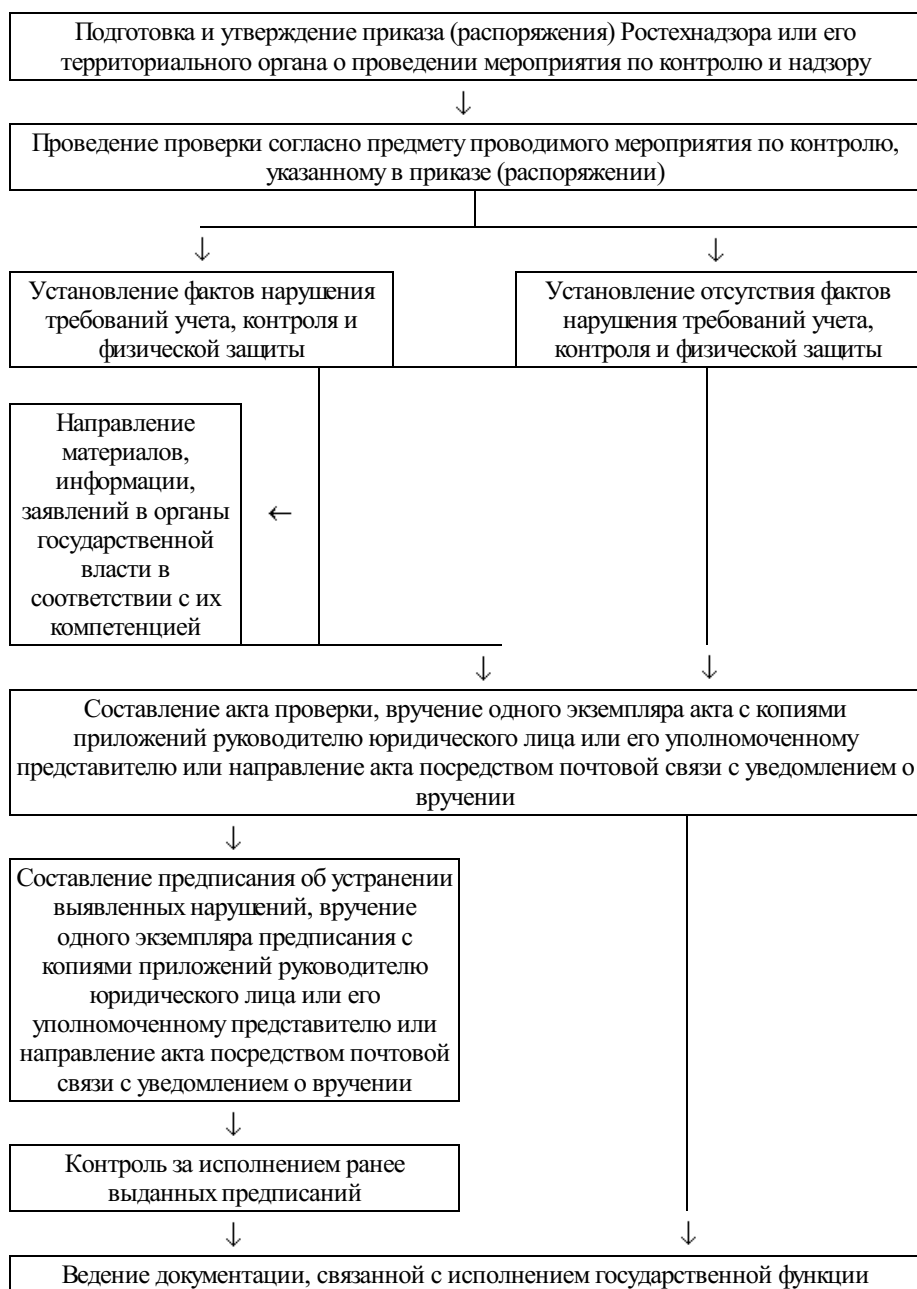 Подготовка и утверждение приказа (распоряжения) Ростехнадзора или его
территориального органа о проведении мероприятия по контролю и надзору
↓
Проведение проверки согласно предмету проводимого мероприятия по контролю,
указанному в приказе (распоряжении)
↓ ↓
Установление фактов нарушения
требований учета, контроля и
физической защиты
Установление отсутствия фактов
нарушения требований учета,
контроля и физической защиты
Направление
материалов,
информации,
заявлений в органы
государственной
власти в
соответствии с их
компетенцией
←
↓ ↓
Составление акта проверки, вручение одного экземпляра акта с копиями
приложений руководителю юридического лица или его уполномоченному
представителю или направление акта посредством почтовой связи с уведомлением о
вручении
↓
Составление предписания об устранении
выявленных нарушений, вручение
одного экземпляра предписания с
копиями приложений руководителю
юридического лица или его
уполномоченному представителю или
направление акта посредством почтовой
связи с уведомлением о вручении
↓
Контроль за исполнением ранее
выданных предписаний
↓ ↓
Ведение документации, связанной с исполнением государственной функции